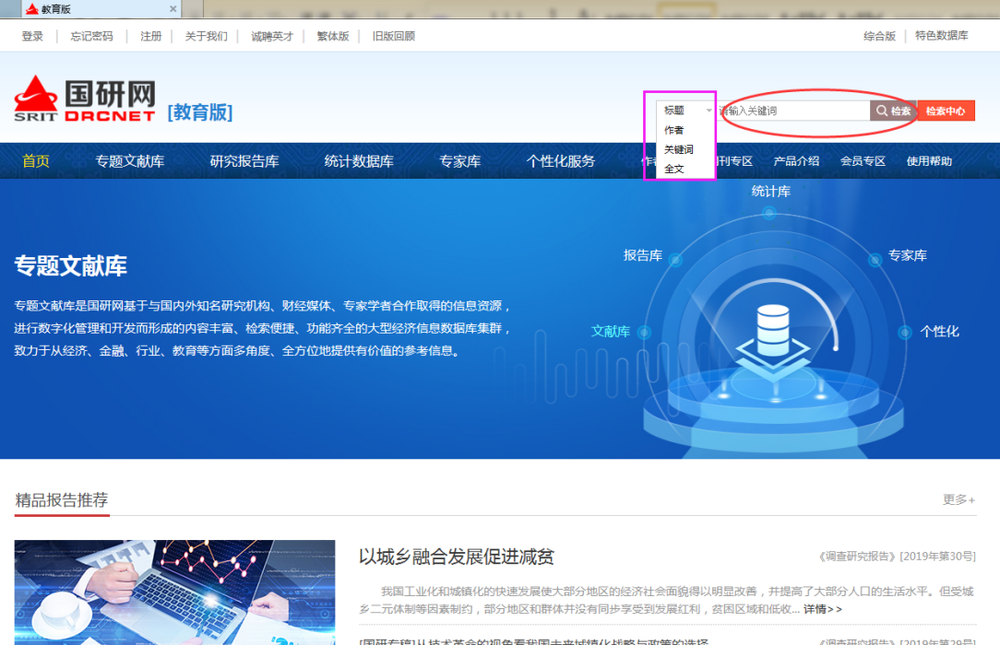 教育版
登录 忘记密码 注册 关于我们 诚聘英才 繁体版 旧版回顾 综合版 特色数据库
国研网
SRIT DRCNET [教育版]
标题 请输入关键词 检索 检索中心
作者
关键词
全文
首页 专题文献库 研究报告库 统计数据库 专家库 个性化服务 刊专区 产品介绍 会员专区 使用帮助
统计库
报告库 专家库
文献库 个性化
专题文献库
专题文献库是国研网基于与国内外知名研究机构、财经媒体、专家学者合作取得的信息资源，
进行数字化管理和开发而形成的内容丰富、检索便捷、功能齐全的大型经济信息数据库集群，
致力于从经济、金融、行业、教育等方面多角度、全方位地提供有价值的参考信息。
精品报告推荐 更多+
以城乡融合发展促进减贫 《调查研究报告》[2019年第30号]
我国工业化和城镇化的快速发展使大部分地区的经济社会面貌得以明显改善，并提高了大部分人口的生活水平。但受城
乡二元体制等因素制约，部分地区和群体并没有同步享受到发展红利，贫困区域和低收... 详情>>
[国研专稿]从技术革命的视角看我国未来城镇化战略与政策的选择 《调查研究报告》[2019年第29号]